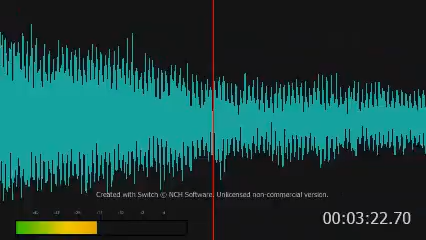 Created with Switch © NCH Software. Unlicensed non-commercial version.
00:03:22.70